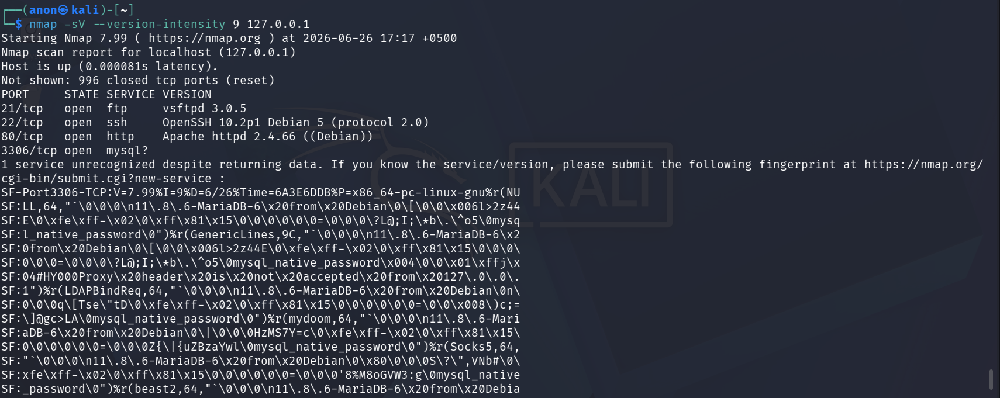 ┌──(anon㉿kali)-[~]
└─$ nmap -sV --version-intensity 9 127.0.0.1
Starting Nmap 7.99 ( https://nmap.org ) at 2026-06-26 17:17 +0500
Nmap scan report for localhost (127.0.0.1)
Host is up (0.000081s latency).
Not shown: 996 closed tcp ports (reset)
PORT     STATE SERVICE VERSION
21/tcp   open  ftp     vsftpd 3.0.5
22/tcp   open  ssh     OpenSSH 10.2p1 Debian 5 (protocol 2.0)
80/tcp   open  http    Apache httpd 2.4.66 ((Debian))
3306/tcp open  mysql?
1 service unrecognized despite returning data. If you know the service/version, please submit the following fingerprint at https://nmap.org/
cgi-bin/submit.cgi?new-service :
SF-Port3306-TCP:V=7.99%I=9%D=6/26%Time=6A3E6DDB%P=x86_64-pc-linux-gnu%r(NU
SF:LL,64,"`\0\0\0\n11\.8\.6-MariaDB-6\x20from\x20Debian\0\[\0\0\x006l>2z44
SF:E\0\xfe\xff-\x02\0\xff\x81\x15\0\0\0\0\0\0=\0\0\0\?L@;I;\*b\.\^o5\0mysq
SF:l_native_password\0")%r(GenericLines,9C,"`\0\0\0\n11\.8\.6-MariaDB-6\x2
SF:0from\x20Debian\0\[\0\0\x006l>2z44E\0\xfe\xff-\x02\0\xff\x81\x15\0\0\0\
SF:0\0\0=\0\0\0\?L@;I;\*b\.\^o5\0mysql_native_password\x004\0\0\x01\xffj\x
SF:04#HY000Proxy\x20header\x20is\x20not\x20accepted\x20from\x20127\.0\.0\.
SF:1")%r(LDAPBindReq,64,"`\0\0\0\n11\.8\.6-MariaDB-6\x20from\x20Debian\0n\
SF:0\0\0q\[Tse\"tD\0\xfe\xff-\x02\0\xff\x81\x15\0\0\0\0\0\0=\0\0\x008\)c;=
SF:\]@gc>LA\0mysql_native_password\0")%r(mydoom,64,"`\0\0\0\n11\.8\.6-Mari
SF:aDB-6\x20from\x20Debian\0\|\0\0\0HzMS7Y=c\0\xfe\xff-\x02\0\xff\x81\x15\
SF:0\0\0\0\0\0=\0\0\0Z{\|{uZBzaYwl\0mysql_native_password\0")%r(Socks5,64,
SF:"`\0\0\0\n11\.8\.6-MariaDB-6\x20from\x20Debian\0\x80\0\0\0S\?\",VNb#\0\
SF:xfe\xff-\x02\0\xff\x81\x15\0\0\0\0\0\0=\0\0\0'8%M8oGVW3:g\0mysql_native
SF:_password\0")%r(beast2,64,"`\0\0\0\n11\.8\.6-MariaDB-6\x20from\x20Debia
KALI